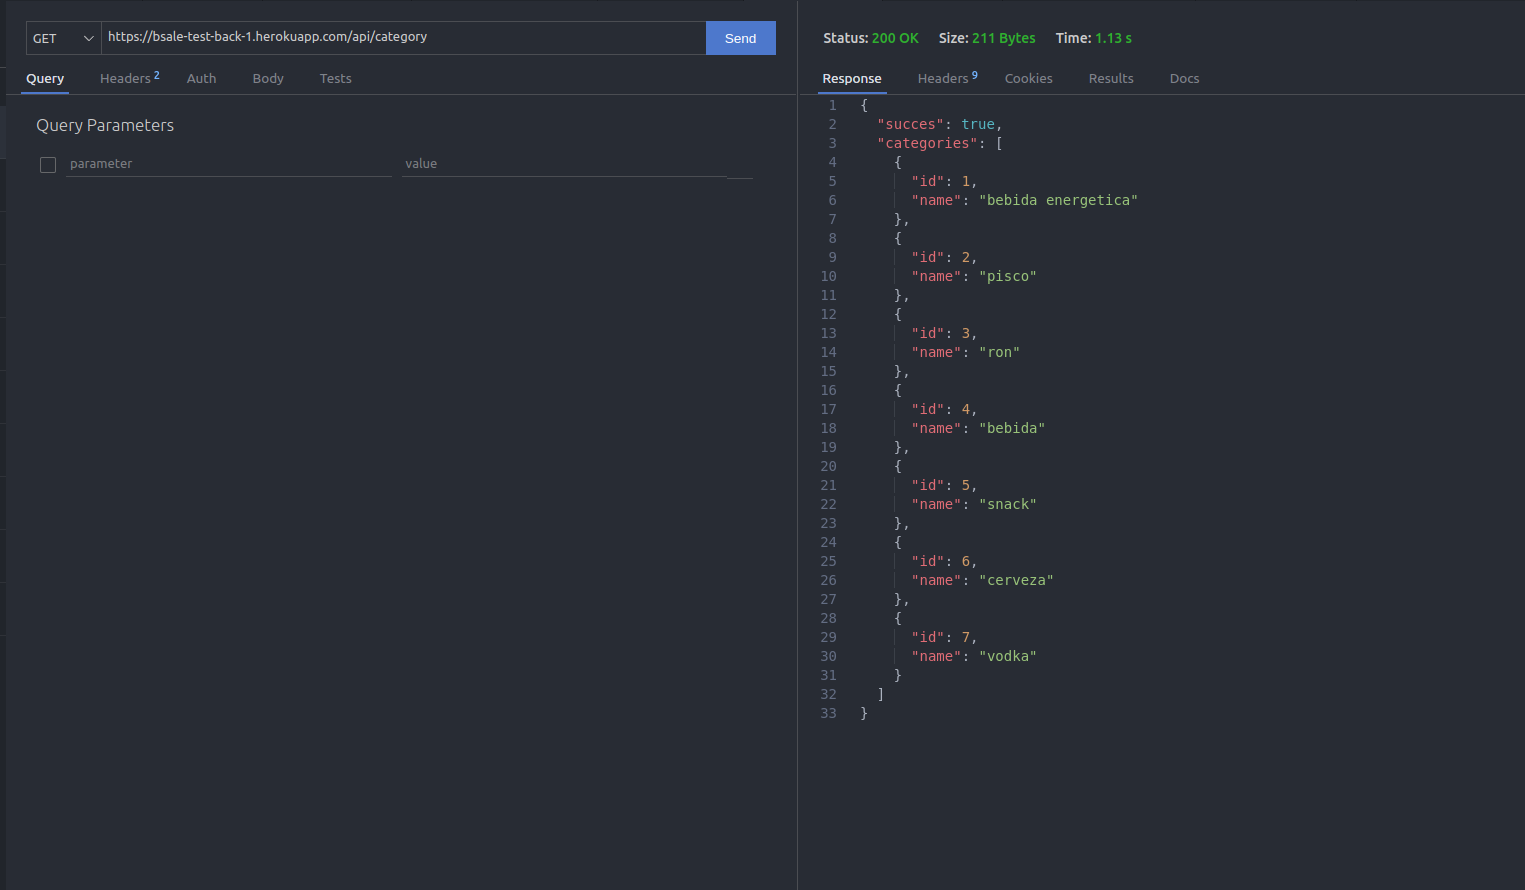 GET https://bsale-test-back-1.herokuapp.com/api/category Send
Query Headers 2 Auth Body Tests
Query Parameters
parameter value
Status: 200 OK Size: 211 Bytes Time: 1.13 s
Response Headers 9 Cookies Results Docs
1 {
2 "succes": true,
3 "categories": [
4 {
5 "id": 1,
6 "name": "bebida energetica"
7 },
8 {
9 "id": 2,
10 "name": "pisco"
11 },
12 {
13 "id": 3,
14 "name": "ron"
15 },
16 {
17 "id": 4,
18 "name": "bebida"
19 },
20 {
21 "id": 5,
22 "name": "snack"
23 },
24 {
25 "id": 6,
26 "name": "cerveza"
27 },
28 {
29 "id": 7,
30 "name": "vodka"
31 }
32 ]
33 }